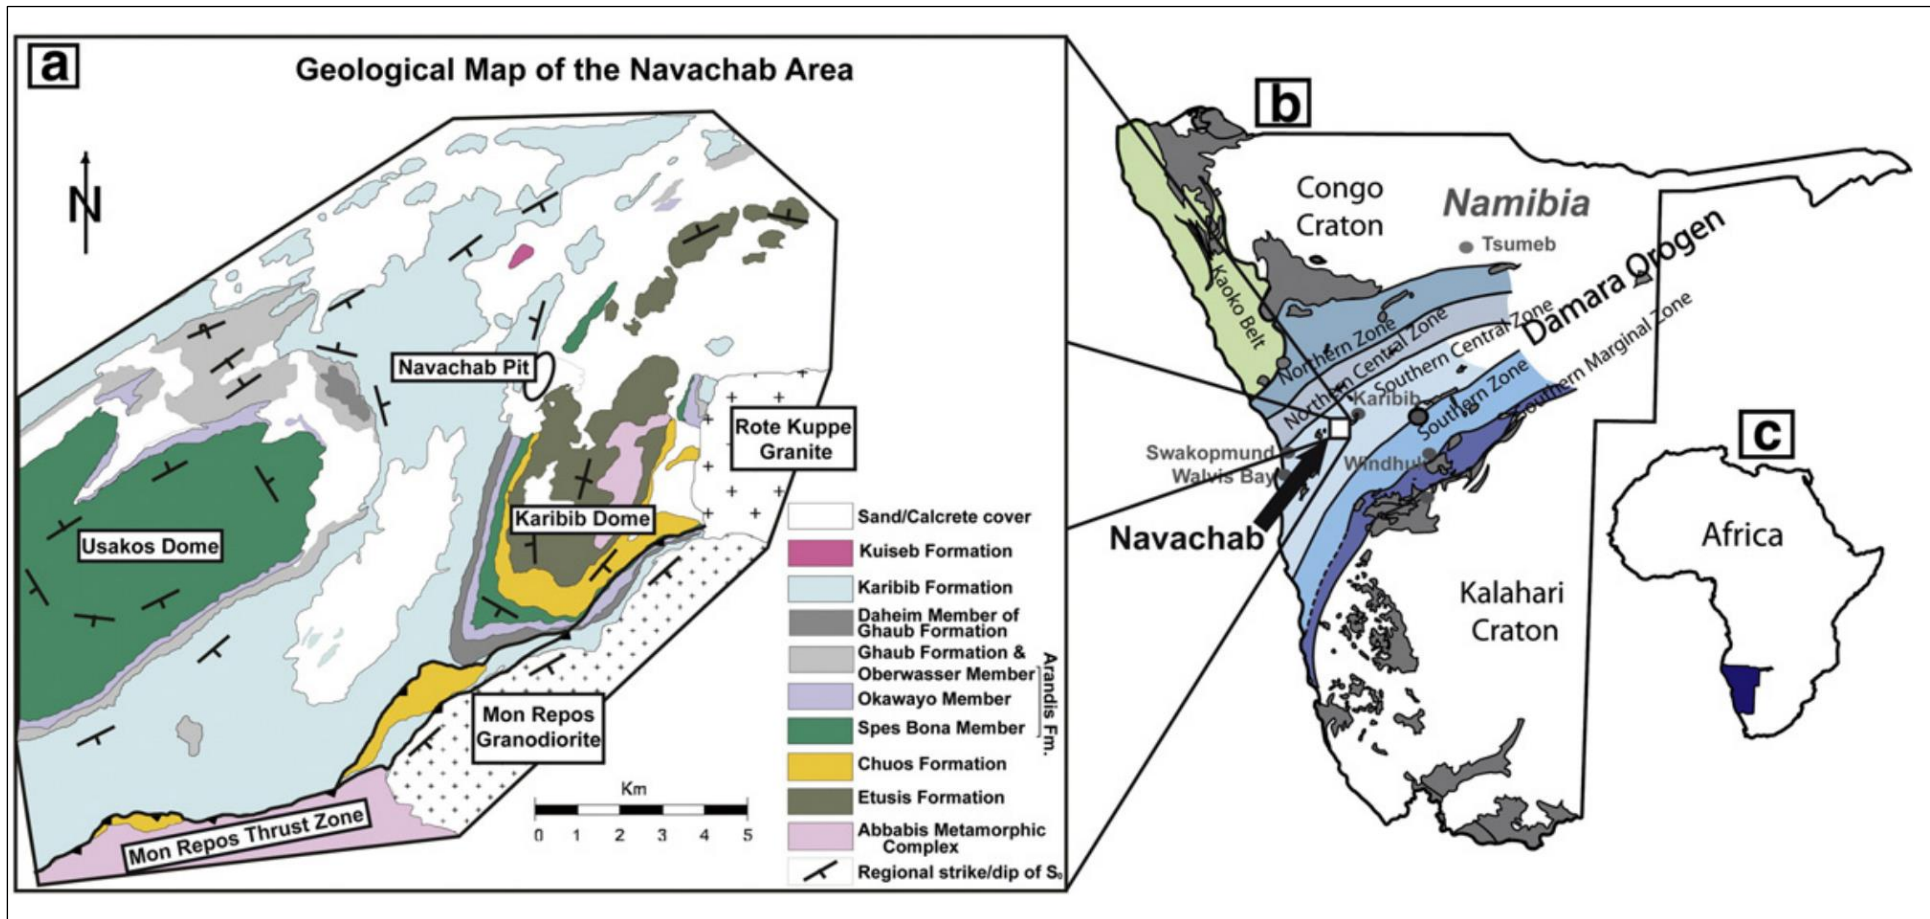 a
Geological Map of the Navachab Area
N
Navachab Pit
Rote Kuppe
Granite
Karibib Dome
Usakos Dome
Mon Repos
Granodiorite
Mon Repos Thrust Zone
Km
0 1 2 3 4 5
Sand/Calcrete cover
Kuiseb Formation
Karibib Formation
Daheim Member of
Ghaub Formation
Ghaub Formation &
Oberwasser Member
Okawayo Member
Spes Bona Member
Arandis Fm.
Chuos Formation
Etusis Formation
Abbabis Metamorphic
Complex
Regional strike/dip of S₀
b
Congo
Craton
Namibia
Tsumeb
Kaoko Belt
Damara Orogen
Northern Zone
Northern Central Zone
Southern Central Zone
Southern Zone
Southern Marginal Zone
Karibib
Swakopmund
Walvis Bay
Windhu
Navachab
Kalahari
Craton
c
Africa